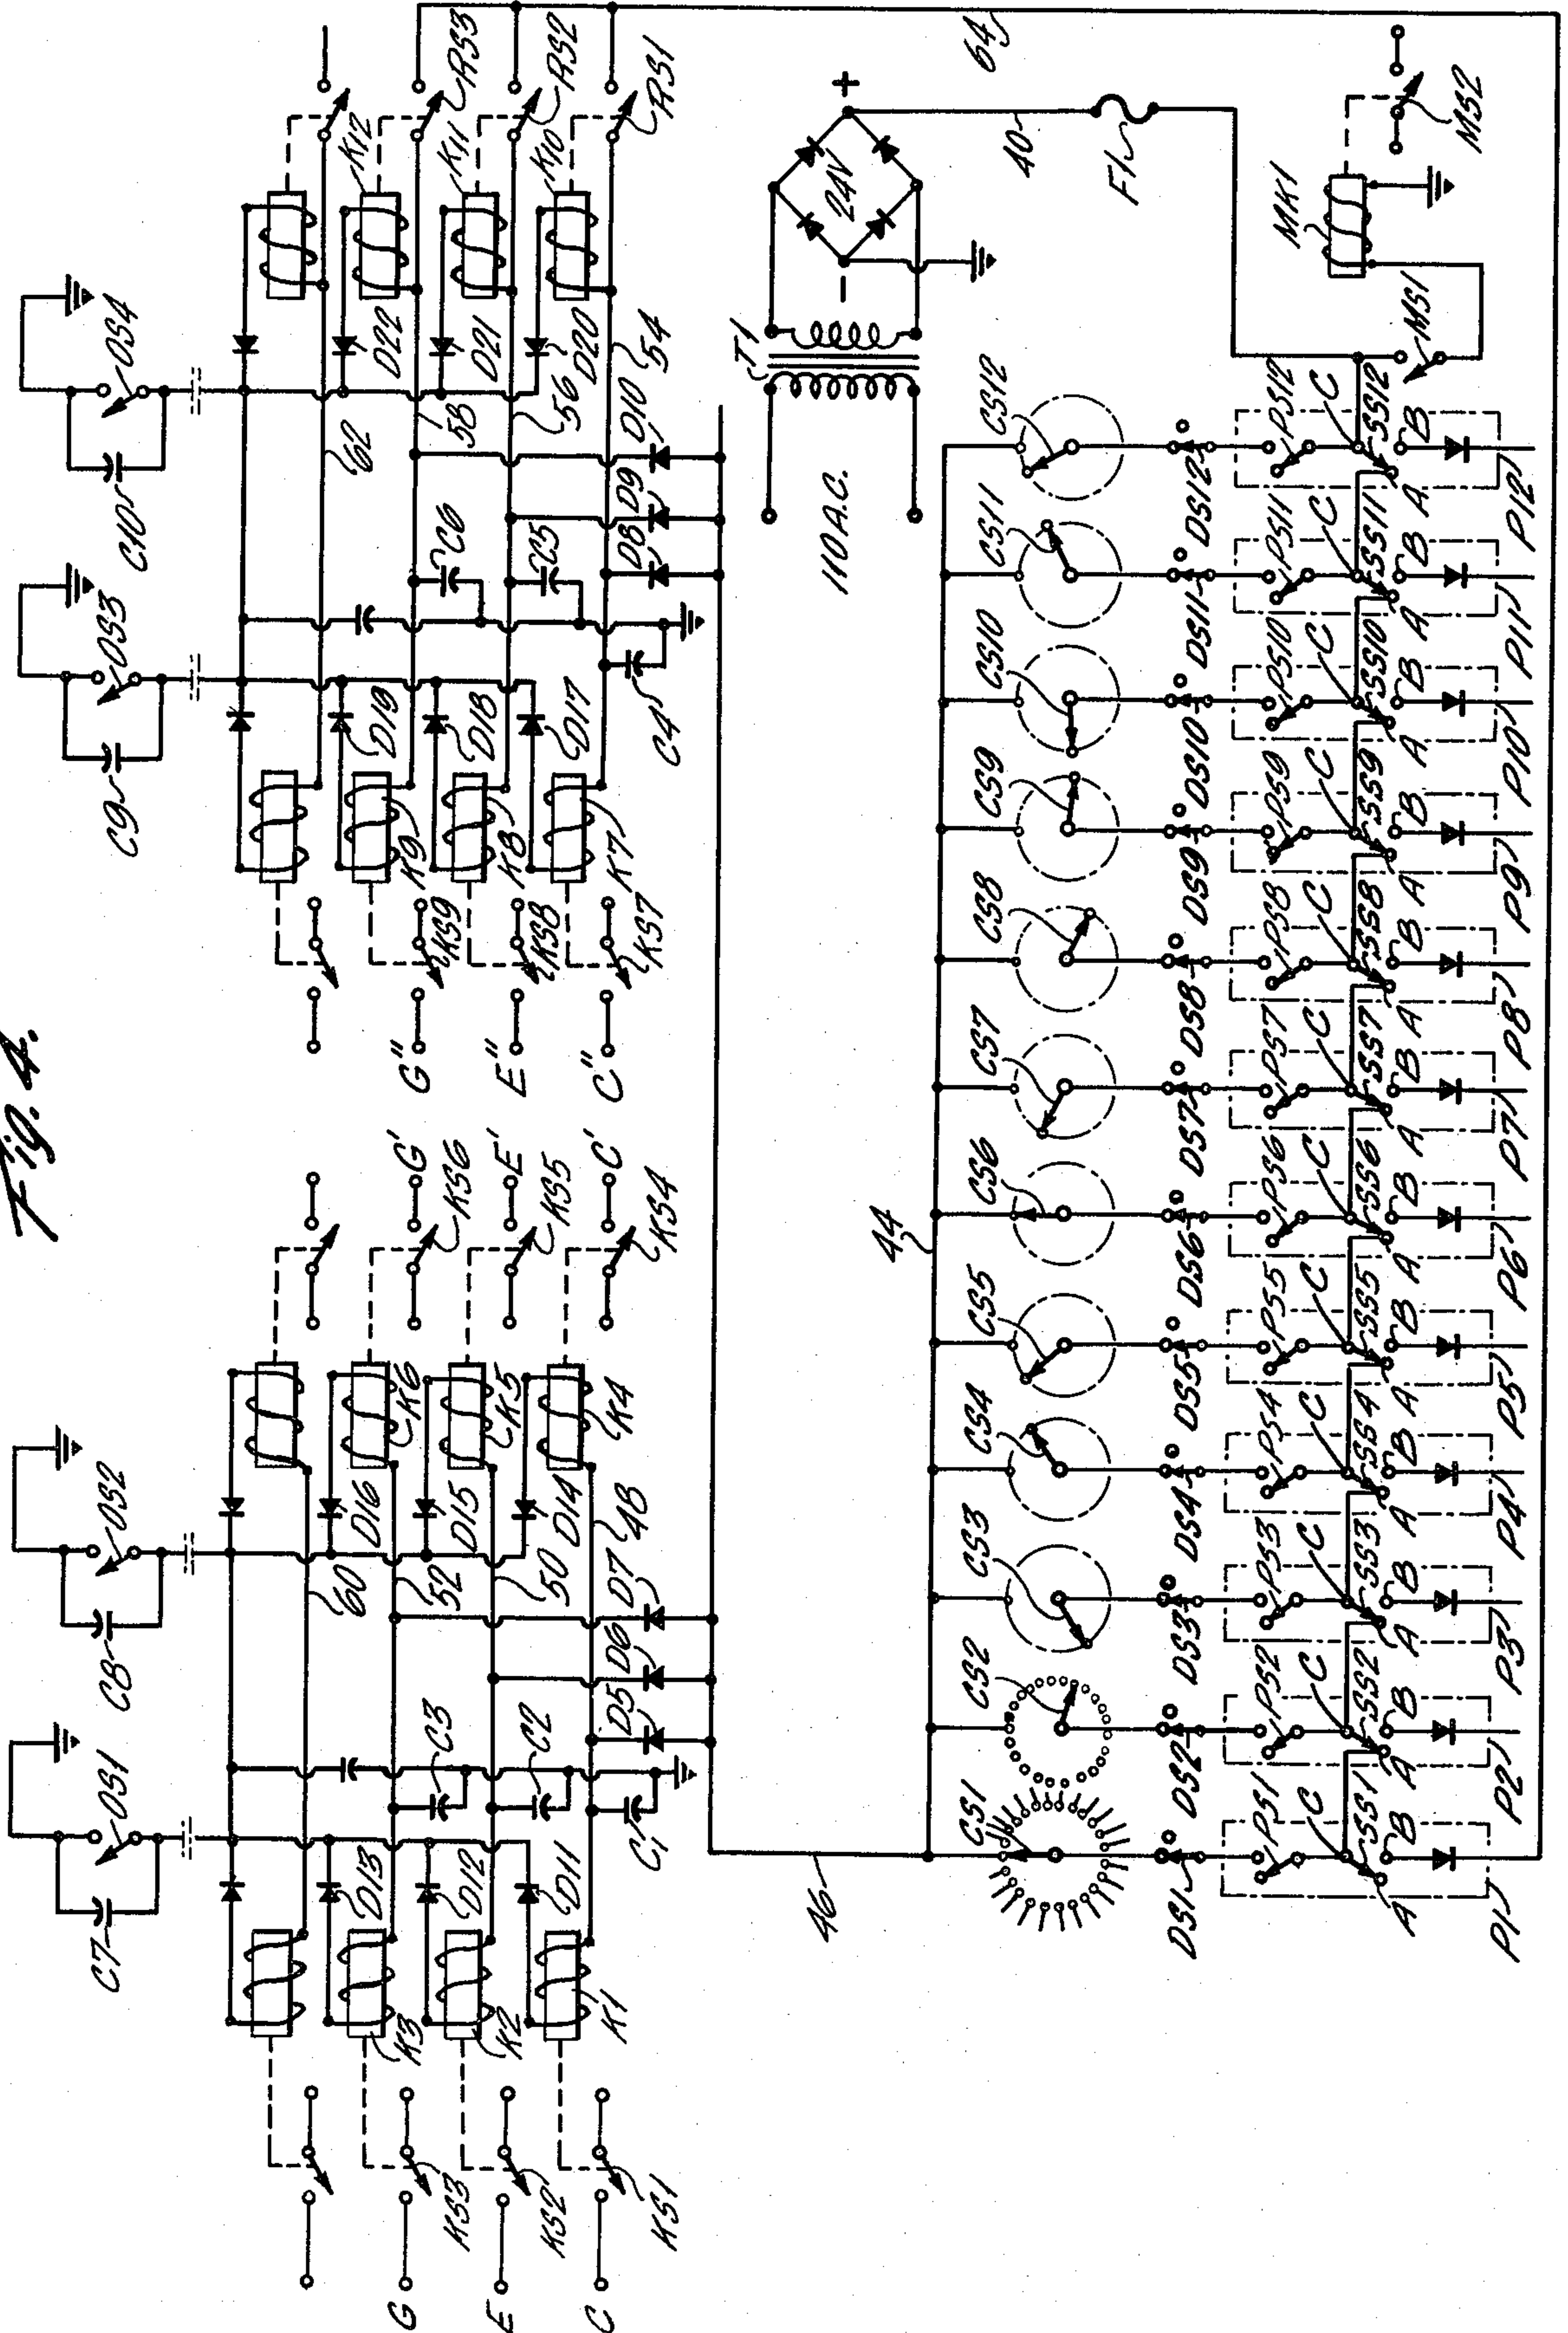 Fig. 4.
C7
OS1
C8
OS2
C9
OS3
C10
OS4
K3
D13
60
D16
K6
K9
D19
62
D22
K12
G
KS3
C3
52
G'
KS6
G"
KS9
C6
58
K11
RS3
K2
D12
D15
K5
K8
D18
D21
E
KS2
C2
50
E'
KS5
E"
KS8
C5
56
K10
RS2
K1
D11
D14
K4
K7
D17
D20
C
KS1
C1
48
C'
KS4
C"
KS7
C4
54
RS1
D5
D6
D7
D8
D9
D10
46
44
110 A.C.
T1
24V
+
−
40
F1
64
CS1
CS2
CS3
CS4
CS5
CS6
CS7
CS8
CS9
CS10
CS11
CS12
DS1
DS2
DS3
DS4
DS5
DS6
DS7
DS8
DS9
DS10
DS11
DS12
MK1
MS1
MS2
PS1
PS2
PS3
PS4
PS5
PS6
PS7
PS8
PS9
PS10
PS11
PS12
C
C
C
C
C
C
C
C
C
C
C
C
SS1
SS2
SS3
SS4
SS5
SS6
SS7
SS8
SS9
SS10
SS11
SS12
A B
A B
A B
A B
A B
A B
A B
A B
A B
A B
A B
A B
P1
P2
P3
P4
P5
P6
P7
P8
P9
P10
P11
P12